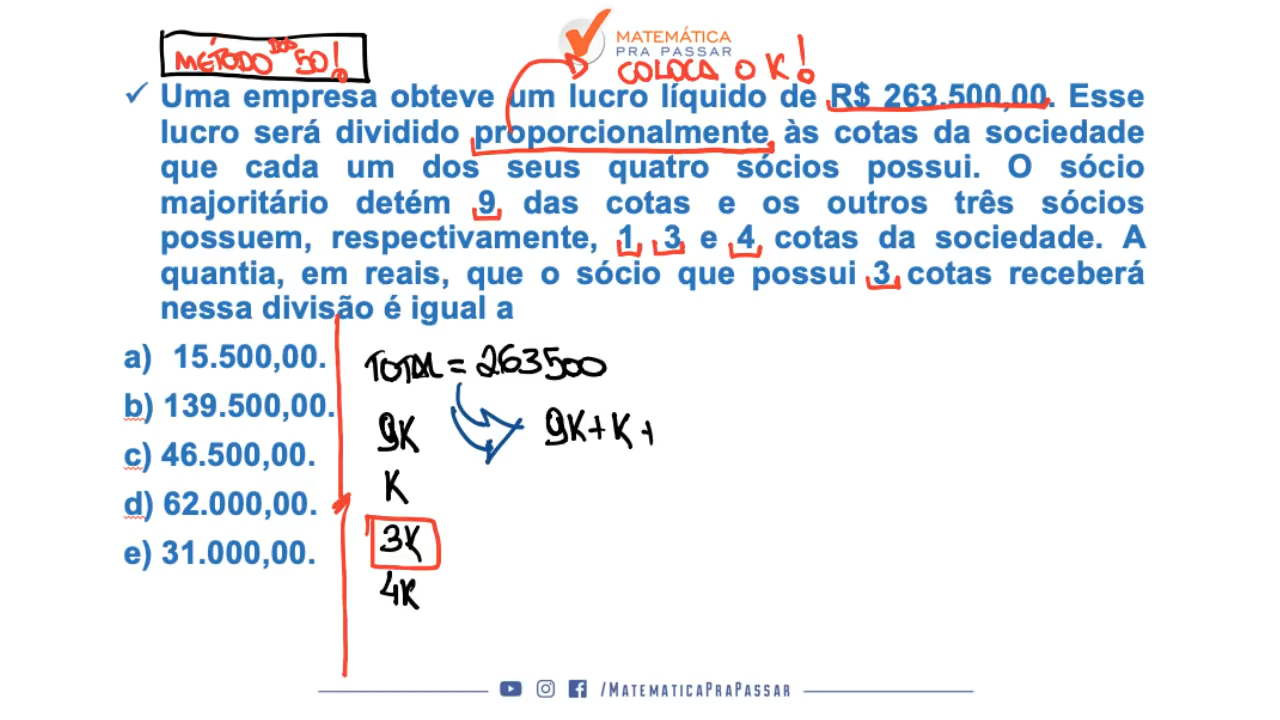 MATEMÁTICA
PRA PASSAR
MÉTODO DOS 50!
COLOCA O K!
✓ Uma empresa obteve um lucro líquido de R$ 263.500,00. Esse
lucro será dividido proporcionalmente às cotas da sociedade
que cada um dos seus quatro sócios possui. O sócio
majoritário detém 9 das cotas e os outros três sócios
possuem, respectivamente, 1, 3 e 4 cotas da sociedade. A
quantia, em reais, que o sócio que possui 3 cotas receberá
nessa divisão é igual a
a) 15.500,00.
b) 139.500,00.
c) 46.500,00.
d) 62.000,00.
e) 31.000,00.
TOTAL = 263500
9K
9K+K+
K
3K
4K
/MATEMATICAPRAPASSAR